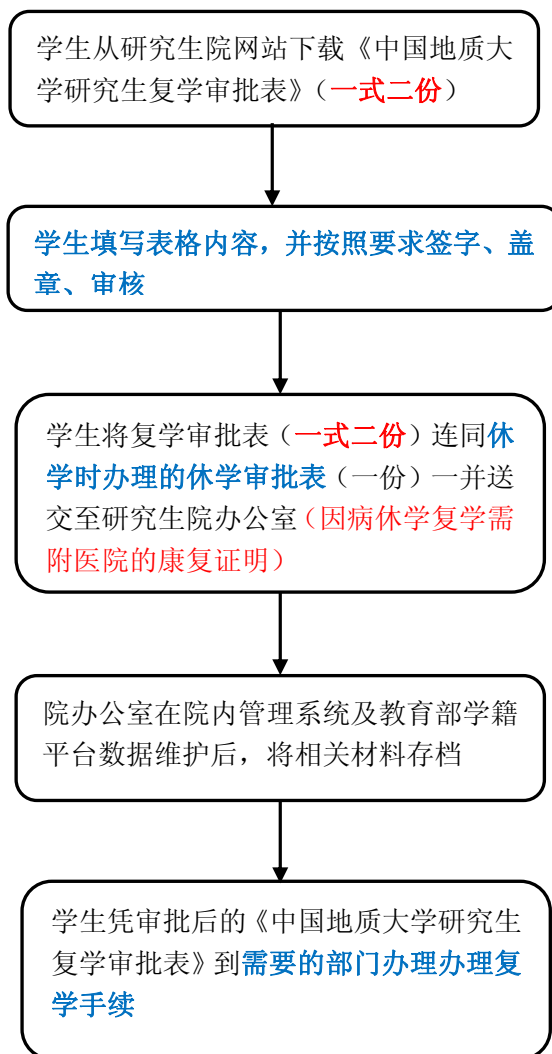 学生从研究生院网站下载《中国地质大
学研究生复学审批表》（一式二份）
学生填写表格内容，并按照要求签字、盖
章、审核
学生将复学审批表（一式二份）连同休
学时办理的休学审批表（一份）一并送
交至研究生院办公室（因病休学复学需
附医院的康复证明）
院办公室在院内管理系统及教育部学籍
平台数据维护后，将相关材料存档
学生凭审批后的《中国地质大学研究生
复学审批表》到需要的部门办理办理复
学手续